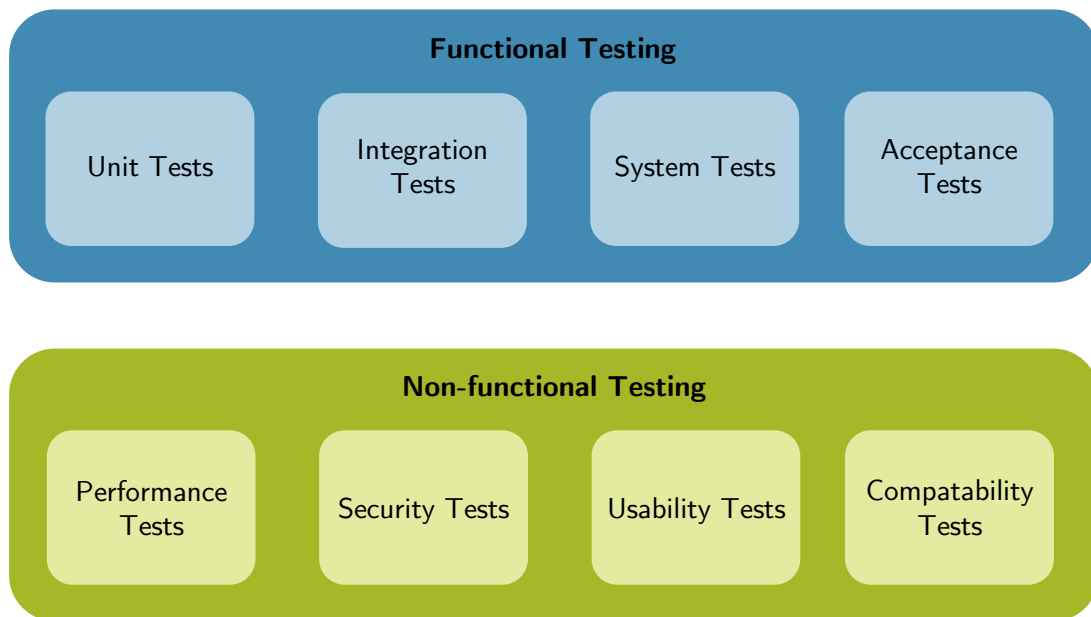 Functional Testing
Unit Tests
Integration
Tests
System Tests
Acceptance
Tests
Non-functional Testing
Performance
Tests
Security Tests
Usability Tests
Compatability
Tests